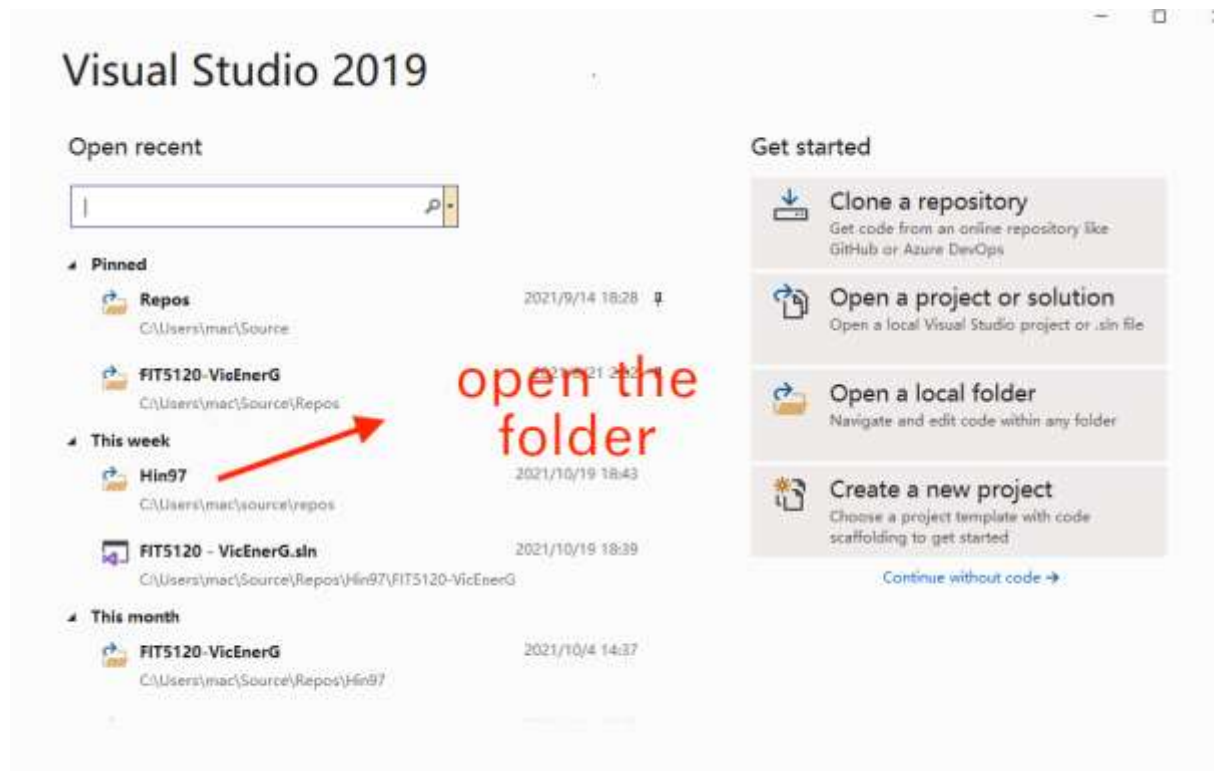 Visual Studio 2019
Open recent
Pinned
Repos
2021/9/14 18:28
C:\Users\mac\Source
FIT5120-VicEnerG
C:\Users\mac\Source\Repos
open the
folder
This week
Hin97
2021/10/19 18:43
C:\Users\mac\source\repos
FIT5120 - VicEnerG.sln
2021/10/19 18:39
C:\Users\mac\Source\Repos\Hin97\FIT5120-VicEnerG
This month
FIT5120-VicEnerG
2021/10/4 14:37
C:\Users\mac\Source\Repos\Hin97
Get started
Clone a repository
Get code from an online repository like
GitHub or Azure DevOps
Open a project or solution
Open a local Visual Studio project or .sln file
Open a local folder
Navigate and edit code within any folder
Create a new project
Choose a project template with code
scaffolding to get started
Continue without code →